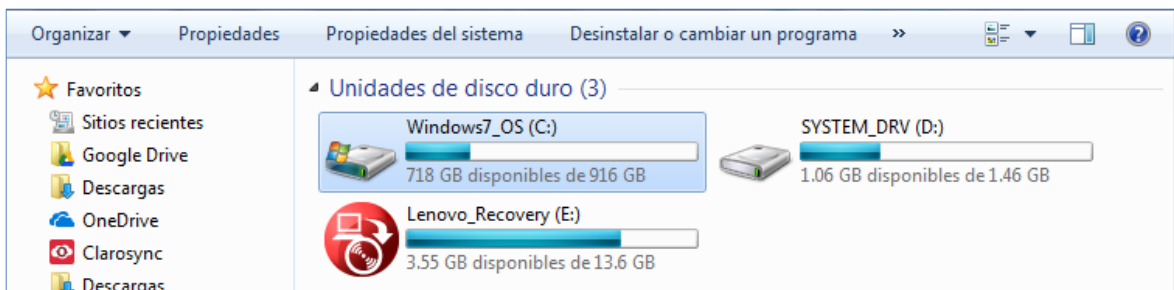 Organizar Propiedades Propiedades del sistema Desinstalar o cambiar un programa »
Favoritos
Sitios recientes
Google Drive
Descargas
OneDrive
Clarosync
Descargas
Unidades de disco duro (3)
Windows7_OS (C:)
718 GB disponibles de 916 GB
SYSTEM_DRV (D:)
1.06 GB disponibles de 1.46 GB
Lenovo_Recovery (E:)
3.55 GB disponibles de 13.6 GB